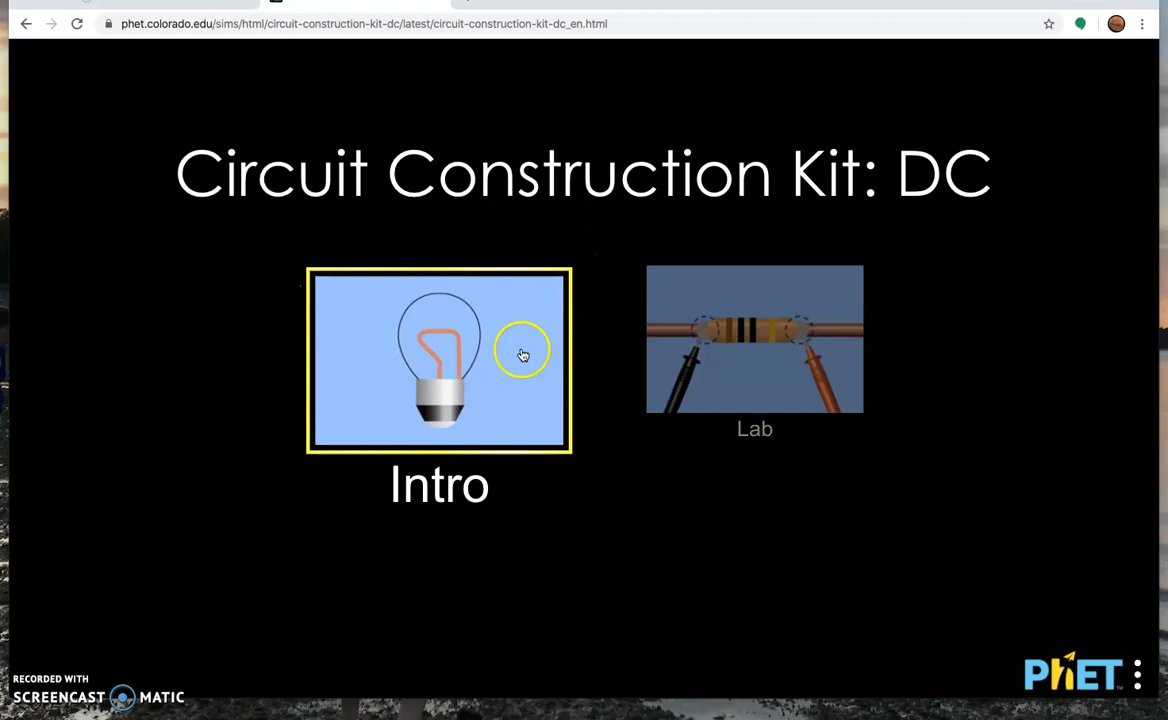 phet.colorado.edu/sims/html/circuit-construction-kit-dc/latest/circuit-construction-kit-dc_en.html
Circuit Construction Kit: DC
Intro
Lab
PhET
RECORDED WITH
SCREENCAST MATIC